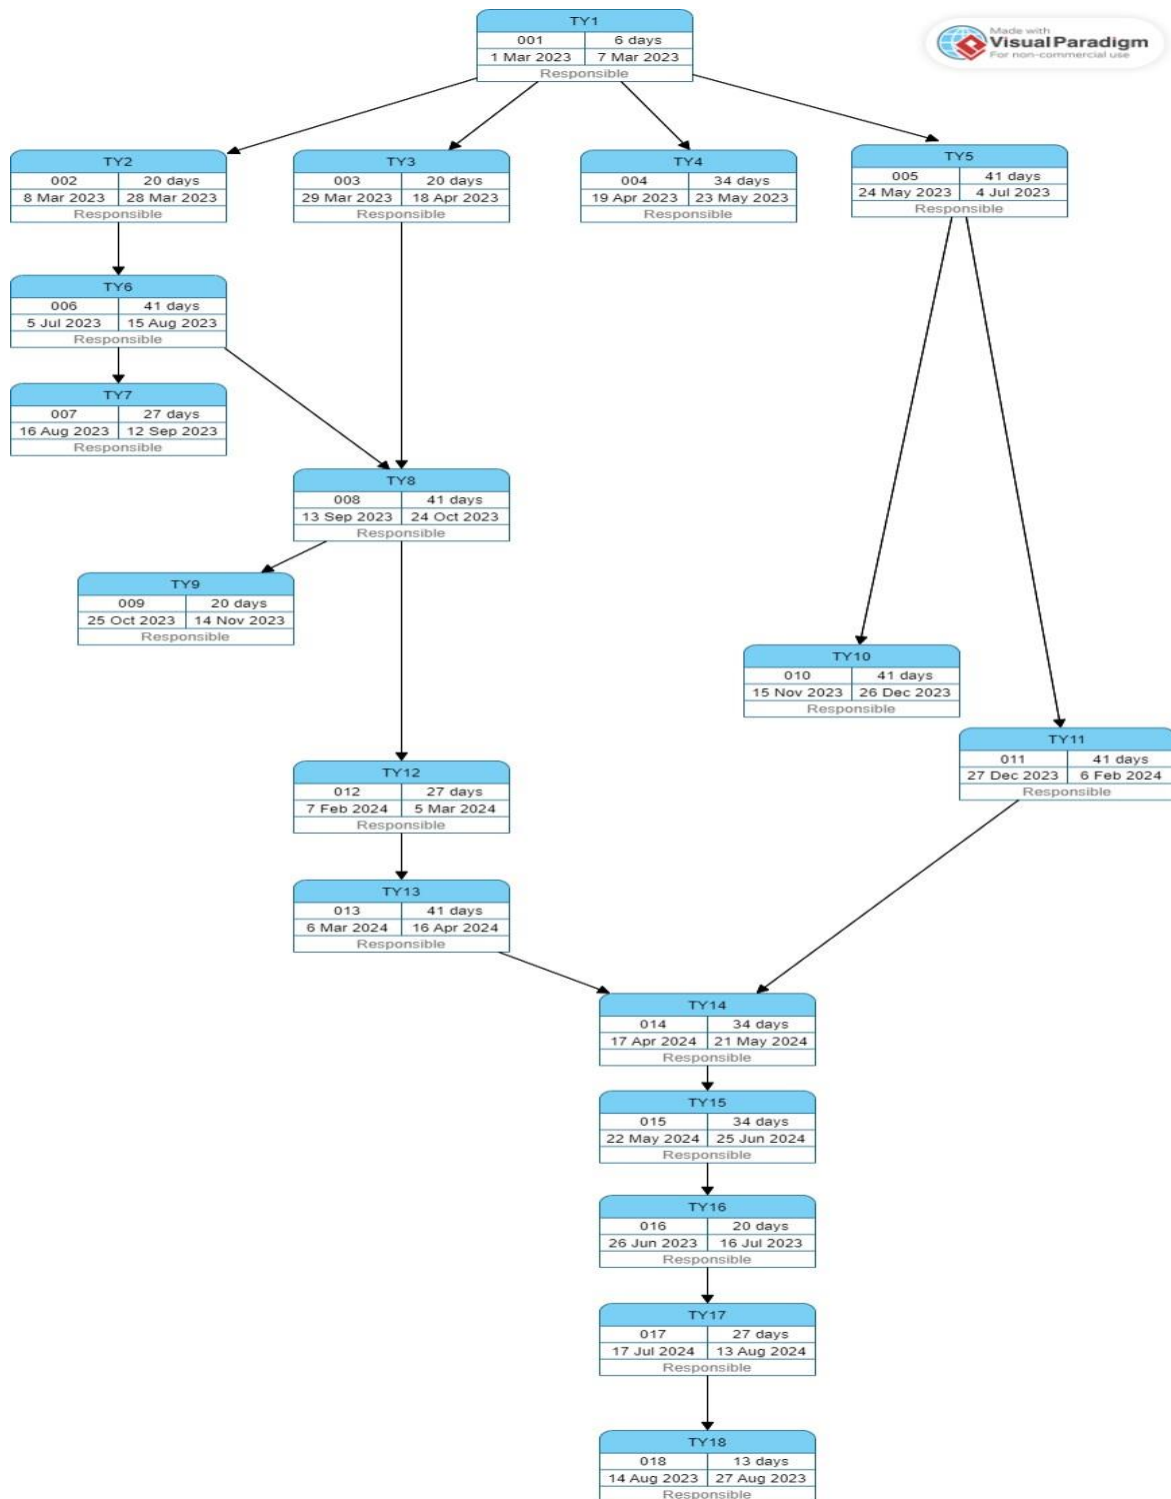 Made with
Visual Paradigm
For non-commercial use
TY1
001 6 days
1 Mar 2023 7 Mar 2023
Responsible
TY2
002 20 days
8 Mar 2023 28 Mar 2023
Responsible
TY3
003 20 days
29 Mar 2023 18 Apr 2023
Responsible
TY4
004 34 days
19 Apr 2023 23 May 2023
Responsible
TY5
005 41 days
24 May 2023 4 Jul 2023
Responsible
TY6
006 41 days
5 Jul 2023 15 Aug 2023
Responsible
TY7
007 27 days
16 Aug 2023 12 Sep 2023
Responsible
TY8
008 41 days
13 Sep 2023 24 Oct 2023
Responsible
TY9
009 20 days
25 Oct 2023 14 Nov 2023
Responsible
TY10
010 41 days
15 Nov 2023 26 Dec 2023
Responsible
TY11
011 41 days
27 Dec 2023 6 Feb 2024
Responsible
TY12
012 27 days
7 Feb 2024 5 Mar 2024
Responsible
TY13
013 41 days
6 Mar 2024 16 Apr 2024
Responsible
TY14
014 34 days
17 Apr 2024 21 May 2024
Responsible
TY15
015 34 days
22 May 2024 25 Jun 2024
Responsible
TY16
016 20 days
26 Jun 2023 16 Jul 2023
Responsible
TY17
017 27 days
17 Jul 2024 13 Aug 2024
Responsible
TY18
018 13 days
14 Aug 2023 27 Aug 2023
Responsible